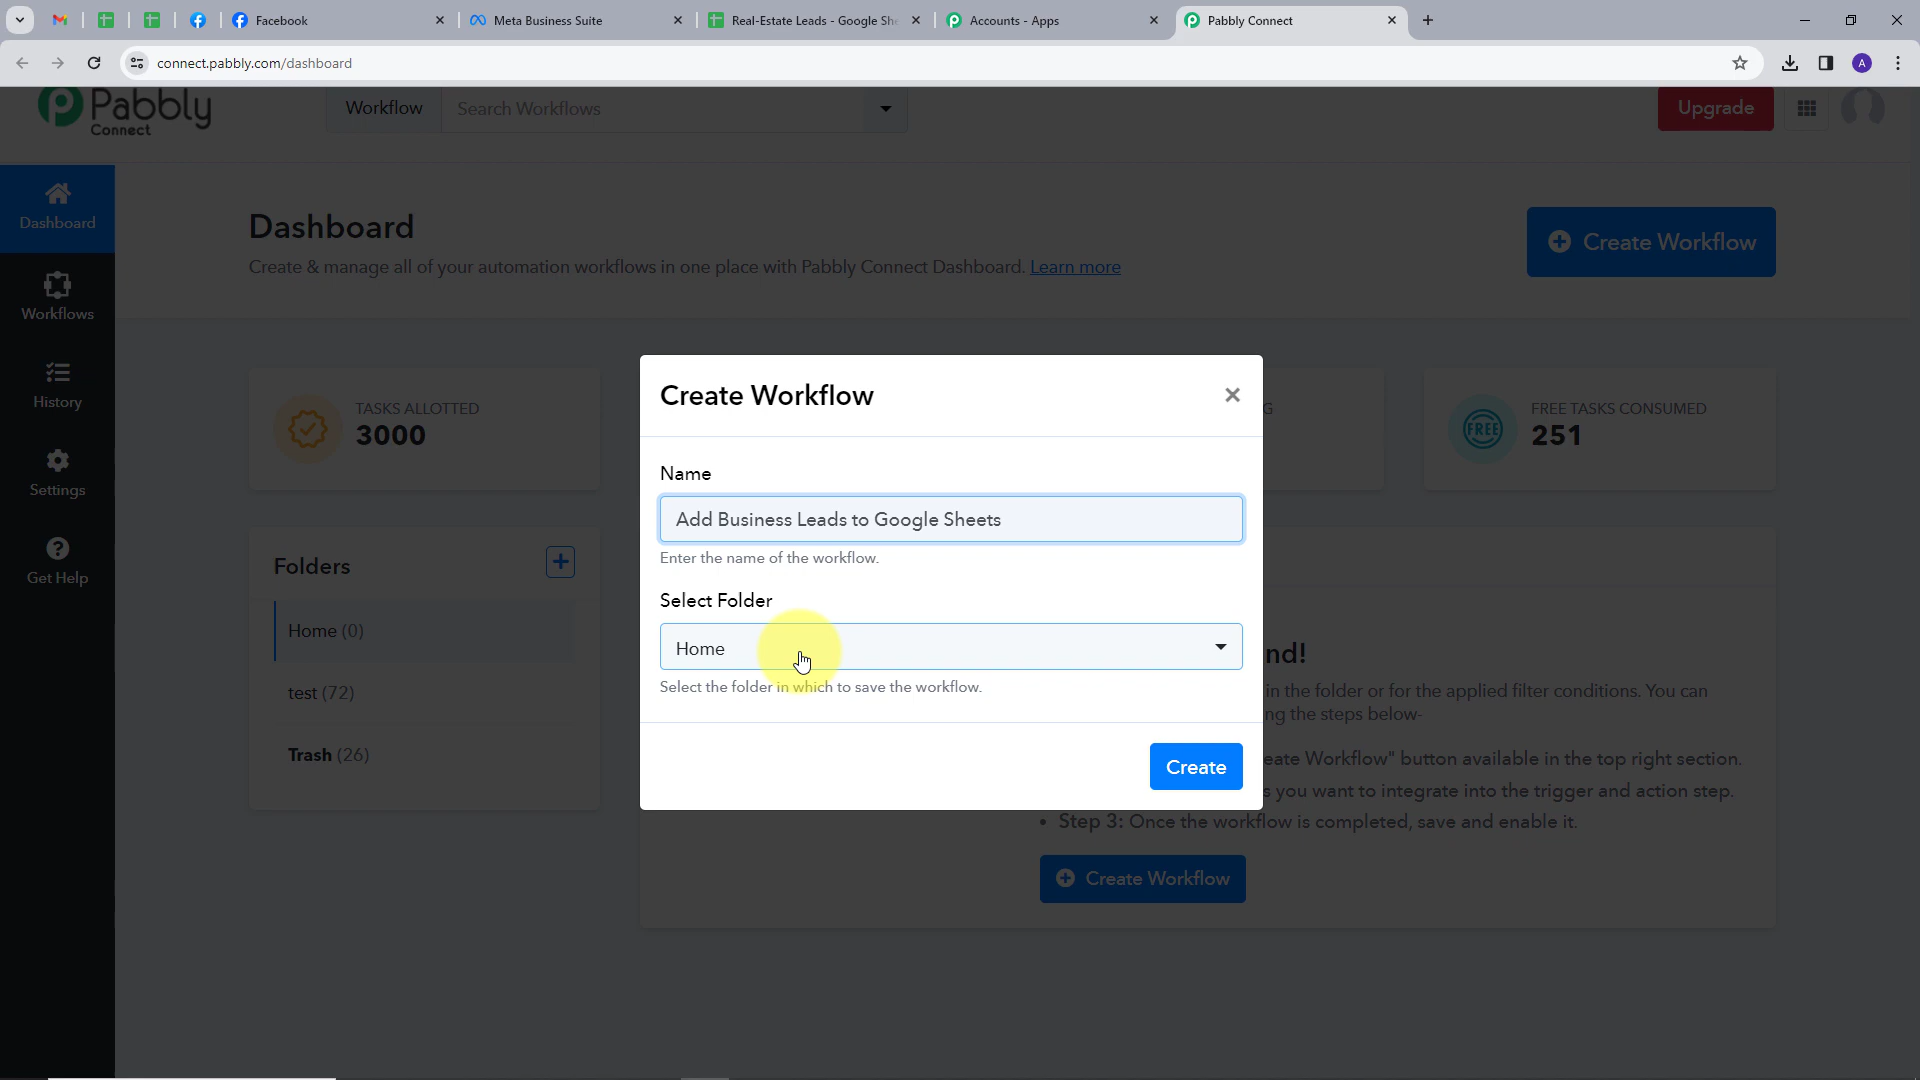 Facebook
Meta Business Suite
Real-Estate Leads - Google She
Accounts - Apps
Pabbly Connect
connect.pabbly.com/dashboard
A
Pabbly
Connect
Workflow
Search Workflows
Upgrade
Dashboard
Workflows
History
Settings
Get Help
Dashboard
Create & manage all of your automation workflows in one place with Pabbly Connect Dashboard. Learn more
Create Workflow
TASKS ALLOTTED
3000
G
FREE
FREE TASKS CONSUMED
251
Folders
Home (0)
test (72)
Trash (26)
Create Workflow
Name
Add Business Leads to Google Sheets
Enter the name of the workflow.
Select Folder
Home
Select the folder in which to save the workflow.
Create
nd!
in the folder or for the applied filter conditions. You can
ng the steps below-
eate Workflow" button available in the top right section.
s you want to integrate into the trigger and action step.
• Step 3: Once the workflow is completed, save and enable it.
Create Workflow